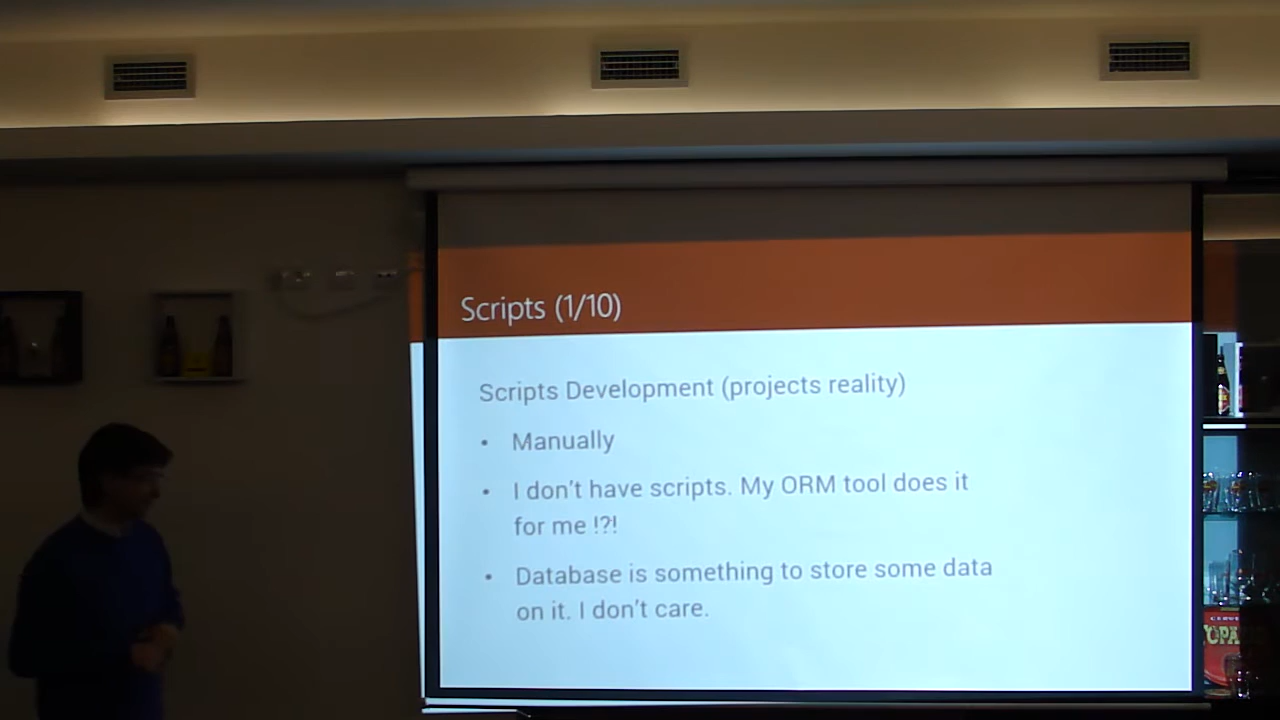 Scripts (1/10)
Scripts Development (projects reality)
• Manually
• I don't have scripts. My ORM tool does it
for me !?!
• Database is something to store some data
on it. I don't care.